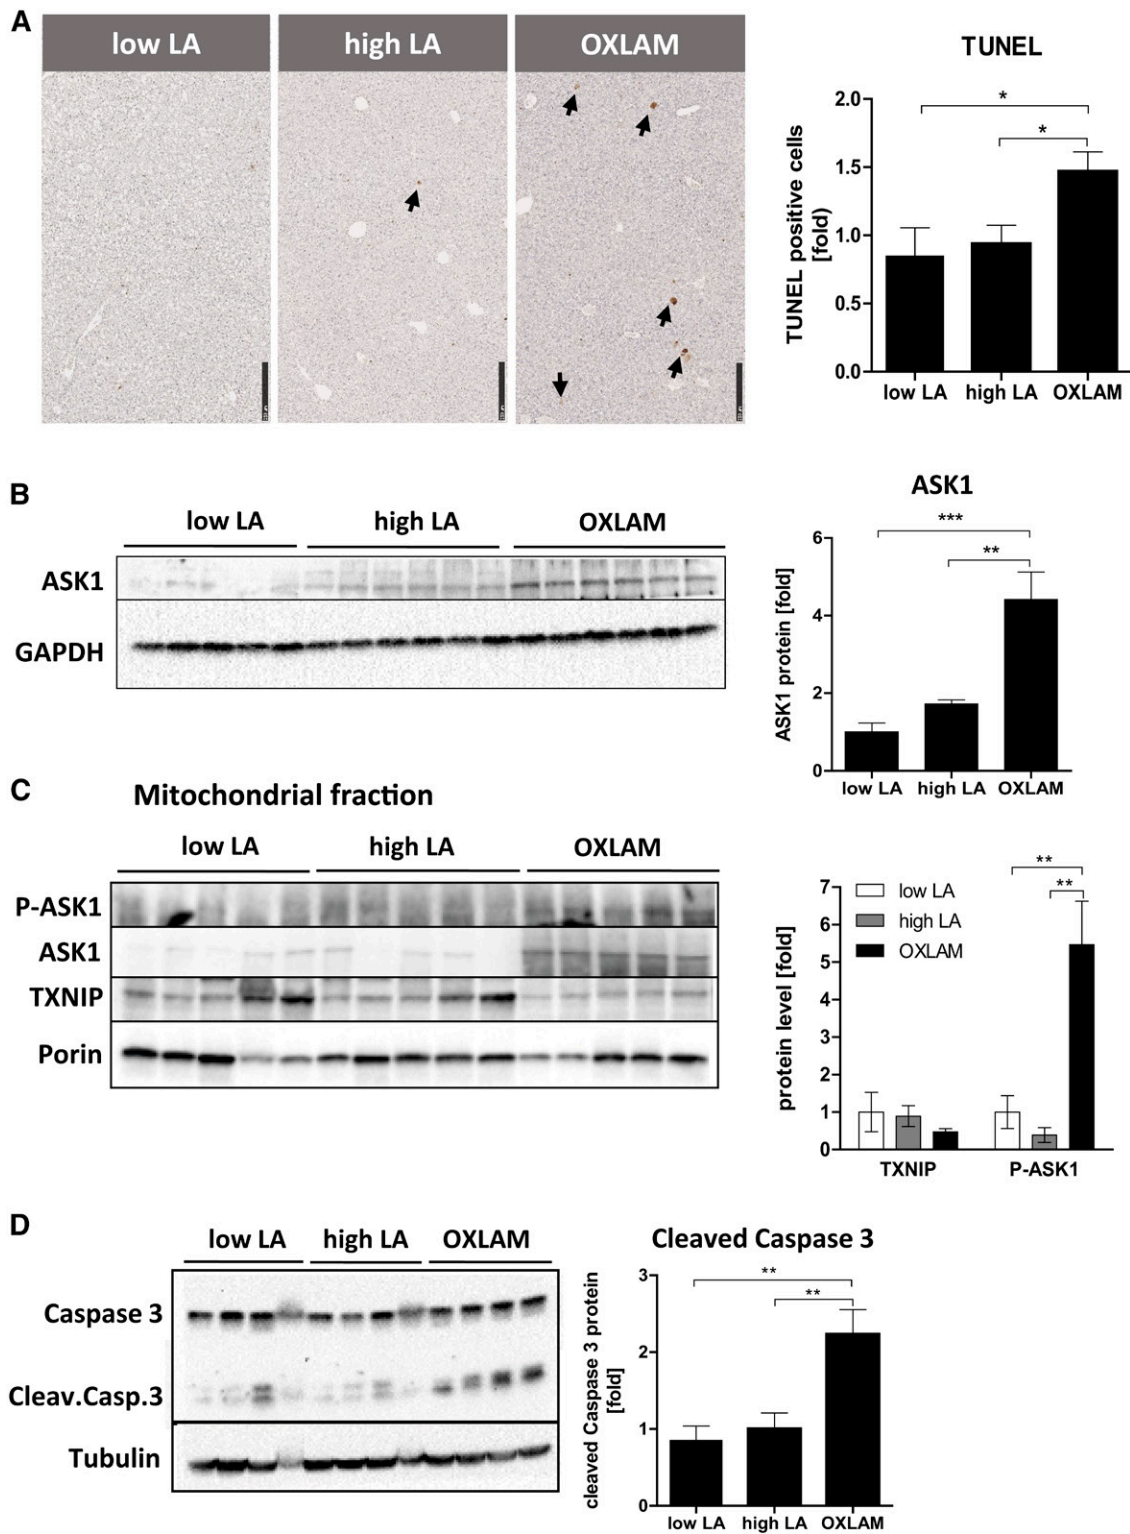 A
low LA high LA OXLAM
TUNEL
TUNEL positive cells
[fold)
2.0
1.5
1.0
0.5
0.0
* 
*
low LA high LA OXLAM
B
low LA high LA OXLAM
ASK1
GAPDH
ASK1
ASK1 protein [fold]
6
4
2
0
***
**
low LA high LA OXLAM
C
Mitochondrial fraction
low LA high LA OXLAM
P-ASK1
ASK1
TXNIP
Porin
protein level [fold]
7
6
5
4
3
2
1
0
low LA
high LA
OXLAM
**
**
TXNIP P-ASK1
D
low LA high LA OXLAM
Caspase 3
Cleav.Casp.3
Tubulin
Cleaved Caspase 3
cleaved Caspase 3 protein
[fold]
3
2
1
0
**
**
low LA high LA OXLAM